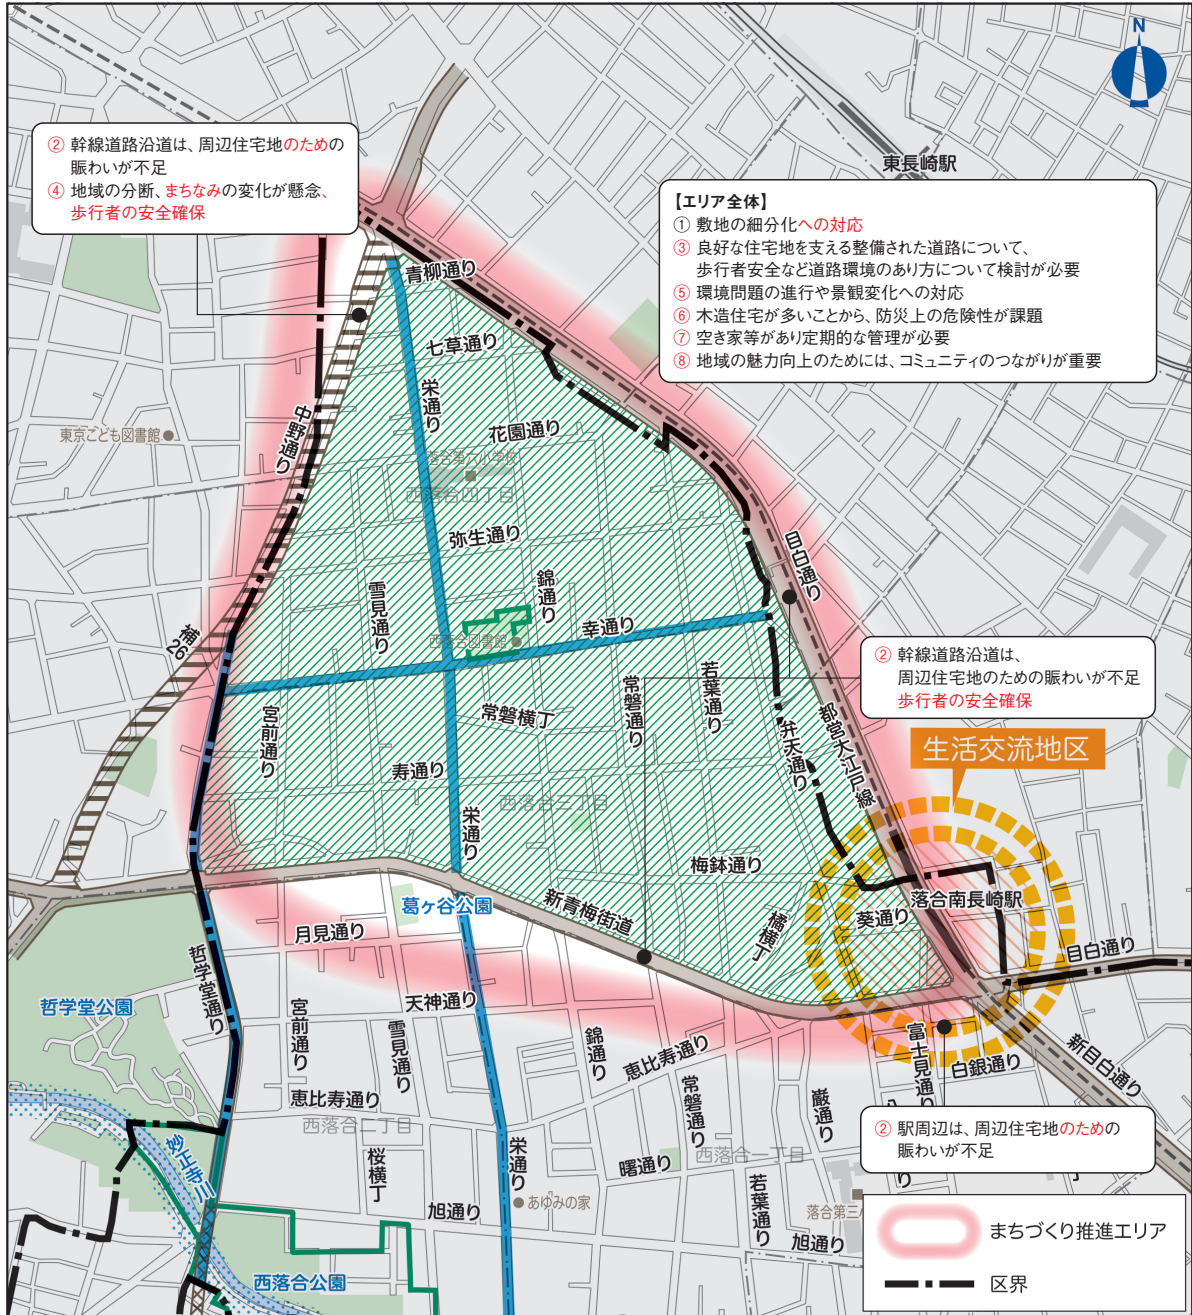 N
東長崎駅
② 幹線道路沿道は、周辺住宅地のための
賑わいが不足
④ 地域の分断、まちなみの変化が懸念、
歩行者の安全確保
【エリア全体】
① 敷地の細分化への対応
③ 良好な住宅地を支える整備された道路について、
歩行者安全など道路環境のあり方について検討が必要
⑤ 環境問題の進行や景観変化への対応
⑥ 木造住宅が多いことから、防災上の危険性が課題
⑦ 空き家等があり定期的な管理が必要
⑧ 地域の魅力向上のためには、コミュニティのつながりが重要
青柳通り
七草通り
栄通り
中野通り
東京こども図書館
花園通り
落合第六小学校
西落合四丁目
弥生通り
目白通り
雪見通り
錦通り
西落合図書館
幸通り
補26
② 幹線道路沿道は、
周辺住宅地のための賑わいが不足
歩行者の安全確保
宮前通り
常磐横丁
常磐通り
若葉通り
弁天通り
都営大江戸線
生活交流地区
寿通り
西落合三丁目
栄通り
梅鉢通り
葛ヶ谷公園
新青梅街道
橘横丁
葵通り
落合南長崎駅
目白通り
月見通り
哲学堂通り
哲学堂公園
天神通り
宮前通り
雪見通り
錦通り
恵比寿通り
富士見通り
白銀通り
新目白通り
恵比寿通り
常磐通り
巌通り
西落合二丁目
妙正寺川
桜横丁
栄通り
曙通り
西落合一丁目
② 駅周辺は、周辺住宅地のための
賑わいが不足
若葉通り
あゆみの家
旭通り
落合第三
旭通り
西落合公園
まちづくり推進エリア
区界